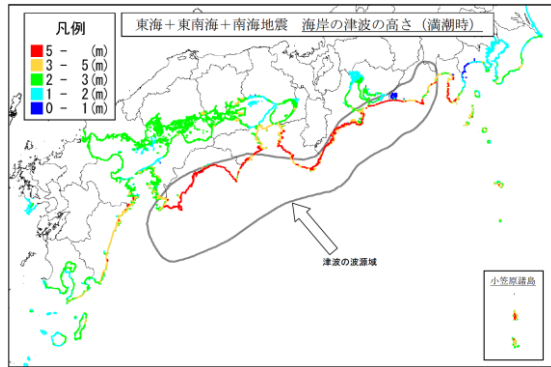 凡例
5 - (m)
3 - 5(m)
2 - 3(m)
1 - 2(m)
0 - 1(m)
東海＋東南海＋南海地震 海岸の津波の高さ（満潮時）
津波の波源域
小笠原諸島